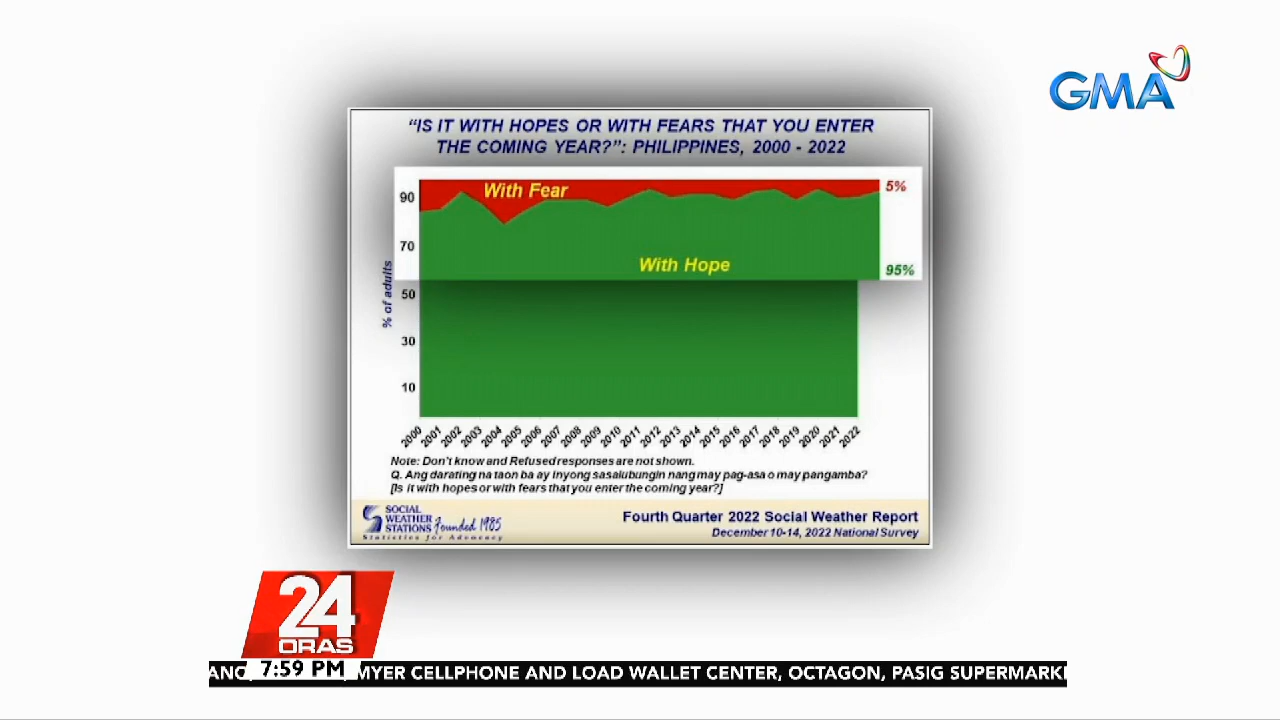 GMA
“IS IT WITH HOPES OR WITH FEARS THAT YOU ENTER
THE COMING YEAR?”: PHILIPPINES, 2000 - 2022
With Fear
5%
90
70
With Hope
95%
% of adults
50
30
10
2000 2001 2002 2003 2004 2005 2006 2007 2008 2009 2010 2011 2012 2013 2014 2015 2016 2017 2018 2019 2020 2021 2022
Note: Don't know and Refused responses are not shown.
Q. Ang darating na taon ba ay inyong sasalubungin nang may pag-asa o may pangamba?
[Is it with hopes or with fears that you enter the coming year?]
SOCIAL
WEATHER
STATIONS Founded 1985
Statistics for Advocacy
Fourth Quarter 2022 Social Weather Report
December 10-14, 2022 National Survey
24
ORAS
7:59 PM
MYER CELLPHONE AND LOAD WALLET CENTER, OCTAGON, PASIG SUPERMARK